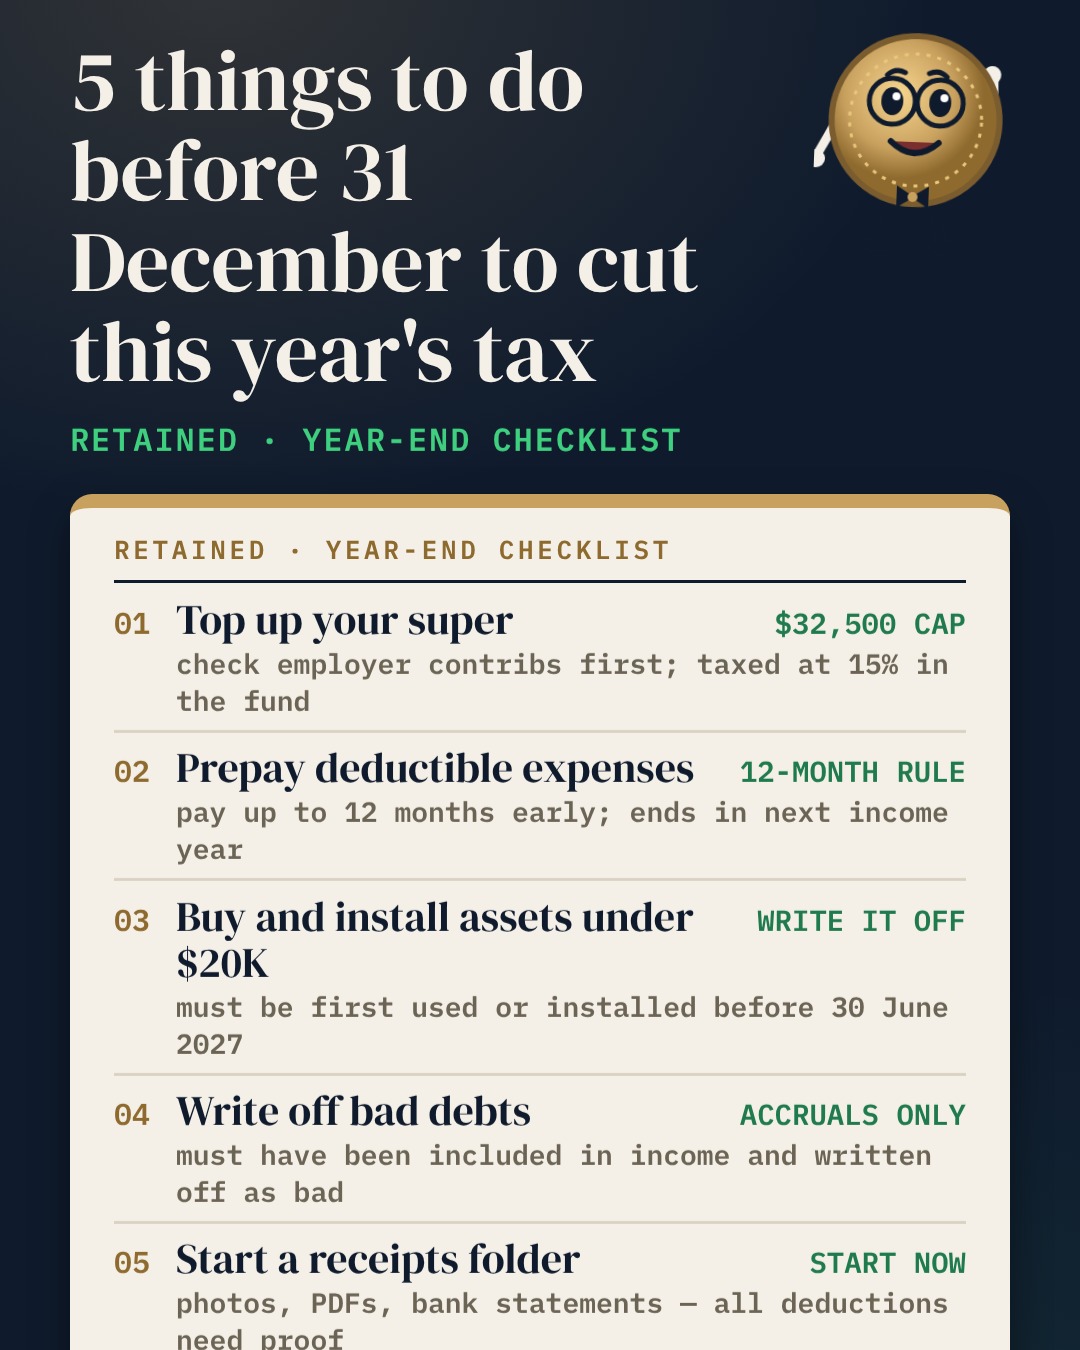 5 things to do
before 31
December to cut
this year's tax
RETAINED · YEAR-END CHECKLIST
RETAINED · YEAR-END CHECKLIST
01 Top up your super $32,500 CAP
check employer contribs first; taxed at 15% in
the fund
02 Prepay deductible expenses 12-MONTH RULE
pay up to 12 months early; ends in next income
year
03 Buy and install assets under WRITE IT OFF
$20K
must be first used or installed before 30 June
2027
04 Write off bad debts ACCRUALS ONLY
must have been included in income and written
off as bad
05 Start a receipts folder START NOW
photos, PDFs, bank statements — all deductions
need proof